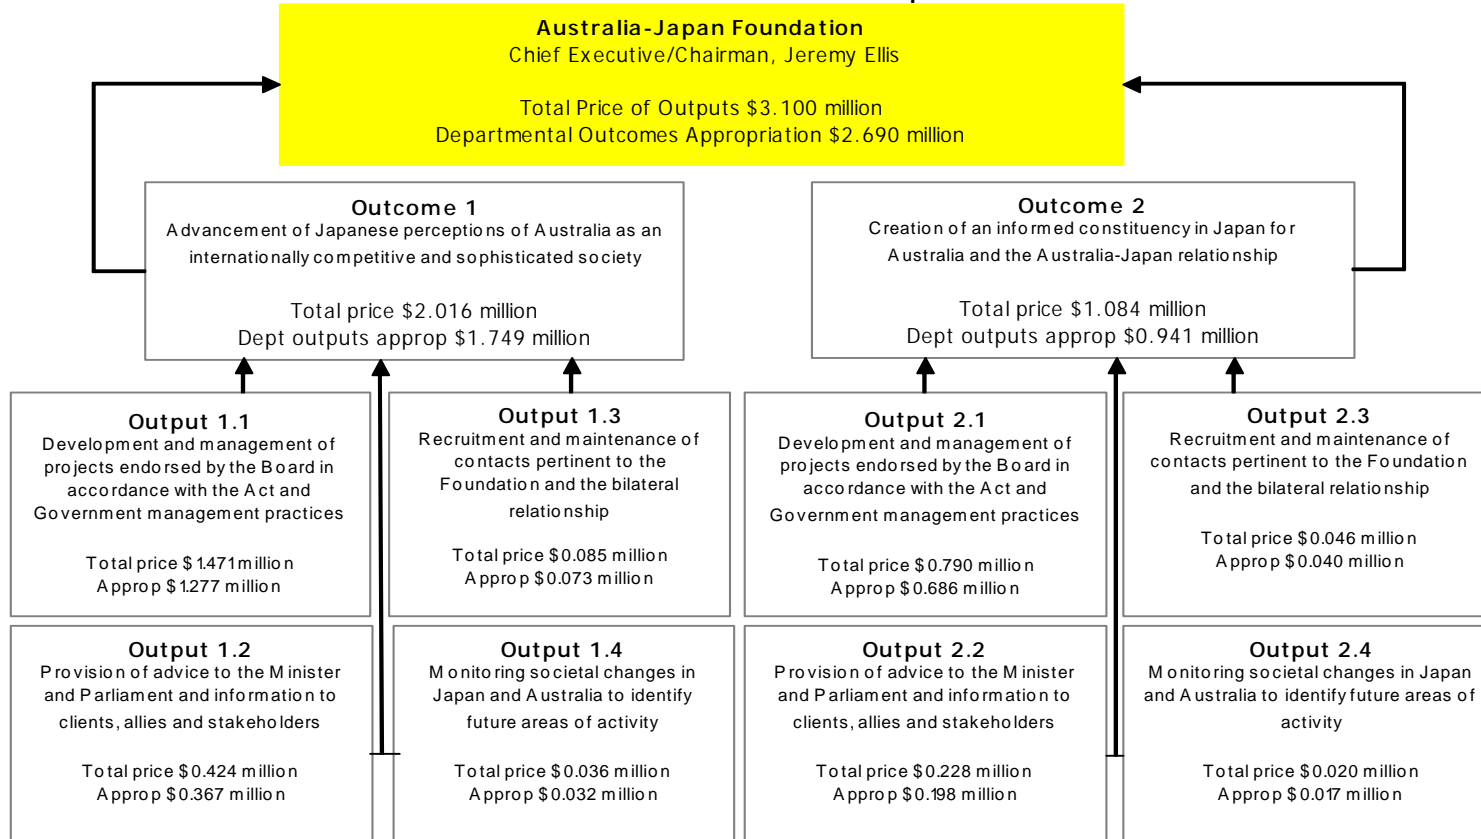 Australia-Japan Foundation
Chief Executive/Chairman, Jeremy Ellis
Total Price of Outputs $3.100 million
Departmental Outcomes Appropriation $2.690 million
Outcome 1
Advancement of Japanese perceptions of Australia as an
internationally competitive and sophisticated society
Total price $2.016 million
Dept outputs approp $1.749 million
Outcome 2
Creation of an informed constituency in Japan for
Australia and the Australia-Japan relationship
Total price $1.084 million
Dept outputs approp $0.941 million
Output 1.1
Development and management of
projects endorsed by the Board in
accordance with the Act and
Government management practices
Total price $1.471 million
Approp $1.277 million
Output 1.3
Recruitment and maintenance of
contacts pertinent to the
Foundation and the bilateral
relationship
Total price $0.085 million
Approp $0.073 million
Output 2.1
Development and management of
projects endorsed by the Board in
accordance with the Act and
Government management practices
Total price $0.790 million
Approp $0.686 million
Output 2.3
Recruitment and maintenance of
contacts pertinent to the Foundation
and the bilateral relationship
Total price $0.046 million
Approp $0.040 million
Output 1.2
Provision of advice to the Minister
and Parliament and information to
clients, allies and stakeholders
Total price $0.424 million
Approp $0.367 million
Output 1.4
Monitoring societal changes in
Japan and Australia to identify
future areas of activity
Total price $0.036 million
Approp $0.032 million
Output 2.2
Provision of advice to the Minister
and Parliament and information to
clients, allies and stakeholders
Total price $0.228 million
Approp $0.198 million
Output 2.4
Monitoring societal changes in Japan
and Australia to identify future areas of
activity
Total price $0.020 million
Approp $0.017 million